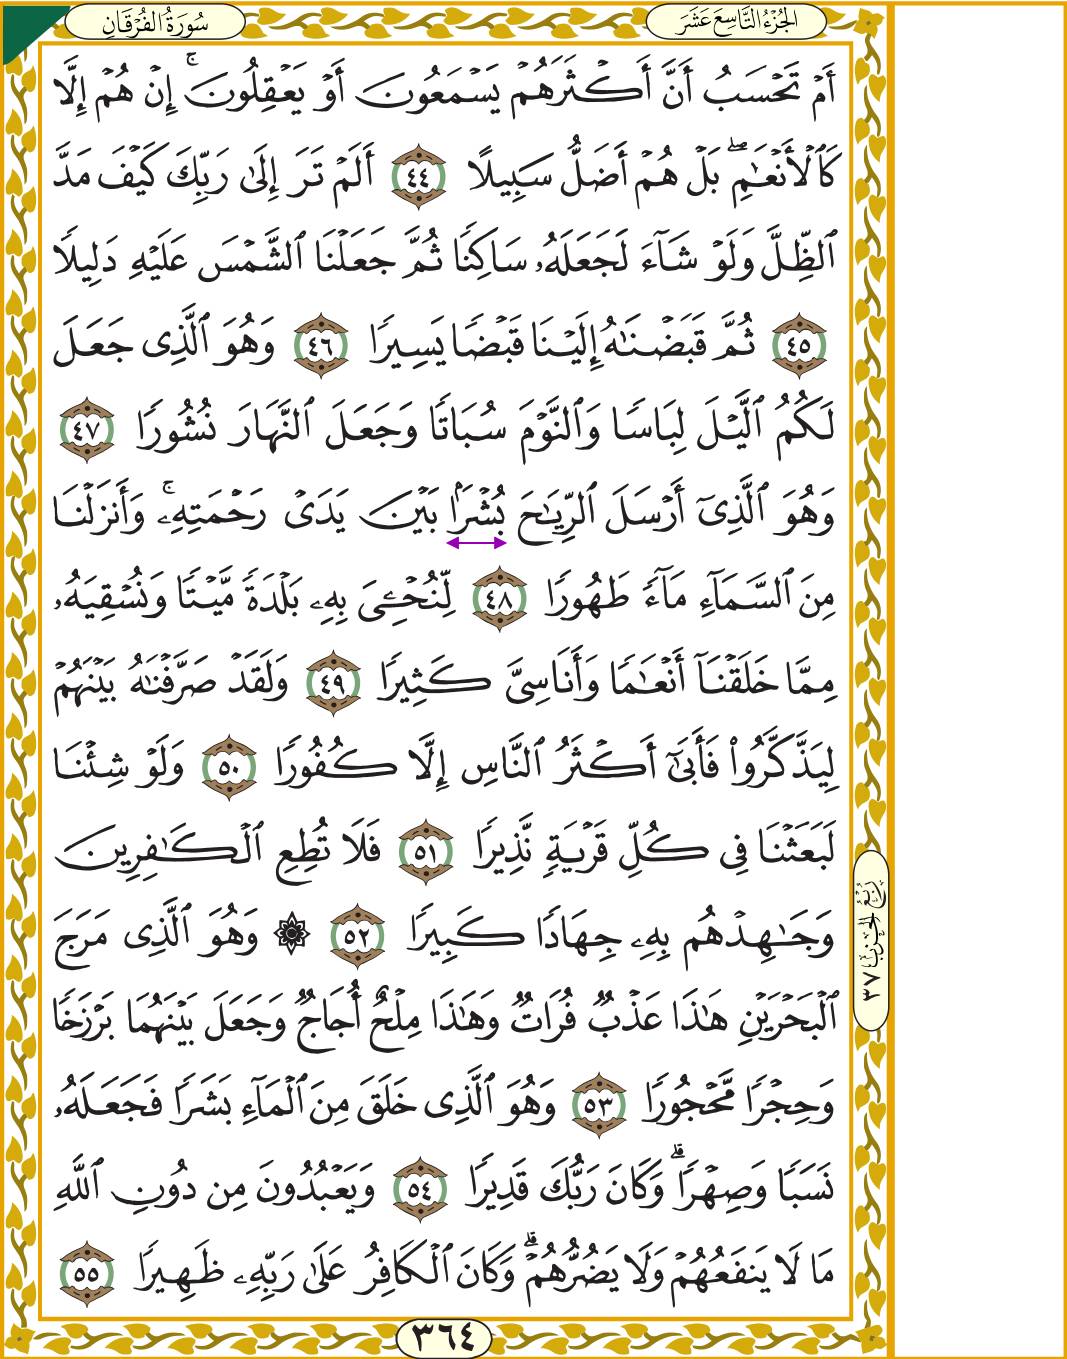 سُورَةُ الفُرْقَانِ
الجُزْءُ التَّاسِعَ عَشَرَ
أَمۡ تَحۡسَبُ أَنَّ أَكۡثَرَهُمۡ يَسۡمَعُونَ أَوۡ يَعۡقِلُونَۚ إِنۡ هُمۡ إِلَّا
كَٱلۡأَنۡعَٰمِۖ بَلۡ هُمۡ أَضَلُّ سَبِيلًا ٤٤ أَلَمۡ تَرَ إِلَىٰ رَبِّكَ كَيۡفَ مَدَّ
ٱلظِّلَّ وَلَوۡ شَآءَ لَجَعَلَهُۥ سَاكِنٗا ثُمَّ جَعَلۡنَا ٱلشَّمۡسَ عَلَيۡهِ دَلِيلٗا
٤٥ ثُمَّ قَبَضۡنَٰهُ إِلَيۡنَا قَبۡضٗا يَسِيرٗا ٤٦ وَهُوَ ٱلَّذِي جَعَلَ
لَكُمُ ٱلَّيۡلَ لِبَاسٗا وَٱلنَّوۡمَ سُبَاتٗا وَجَعَلَ ٱلنَّهَارَ نُشُورٗا ٤٧
وَهُوَ ٱلَّذِيٓ أَرۡسَلَ ٱلرِّيَٰحَ بُشۡرَۢا بَيۡنَ يَدَيۡ رَحۡمَتِهِۦۚ وَأَنزَلۡنَا
مِنَ ٱلسَّمَآءِ مَآءٗ طَهُورٗا ٤٨ لِّنُحۡـِۧيَ بِهِۦ بَلۡدَةٗ مَّيۡتٗا وَنُسۡقِيَهُۥ
مِمَّا خَلَقۡنَآ أَنۡعَٰمٗا وَأَنَاسِيَّ كَثِيرٗا ٤٩ وَلَقَدۡ صَرَّفۡنَٰهُ بَيۡنَهُمۡ
لِيَذَّكَّرُواْ فَأَبَىٰٓ أَكۡثَرُ ٱلنَّاسِ إِلَّا كُفُورٗا ٥٠ وَلَوۡ شِئۡنَا
لَبَعَثۡنَا فِي كُلِّ قَرۡيَةٖ نَّذِيرٗا ٥١ فَلَا تُطِعِ ٱلۡكَٰفِرِينَ
وَجَٰهِدۡهُم بِهِۦ جِهَادٗا كَبِيرٗا ٥٢ ۞ وَهُوَ ٱلَّذِي مَرَجَ
ٱلۡبَحۡرَيۡنِ هَٰذَا عَذۡبٞ فُرَاتٞ وَهَٰذَا مِلۡحٌ أُجَاجٞ وَجَعَلَ بَيۡنَهُمَا بَرۡزَخٗا
وَحِجۡرٗا مَّحۡجُورٗا ٥٣ وَهُوَ ٱلَّذِي خَلَقَ مِنَ ٱلۡمَآءِ بَشَرٗا فَجَعَلَهُۥ
نَسَبٗا وَصِهۡرٗاۗ وَكَانَ رَبُّكَ قَدِيرٗا ٥٤ وَيَعۡبُدُونَ مِن دُونِ ٱللَّهِ
مَا لَا يَنفَعُهُمۡ وَلَا يَضُرُّهُمۡۗ وَكَانَ ٱلۡكَافِرُ عَلَىٰ رَبِّهِۦ ظَهِيرٗا ٥٥
رُبْعُ الحِزْبِ ٣٧
٣٦٤